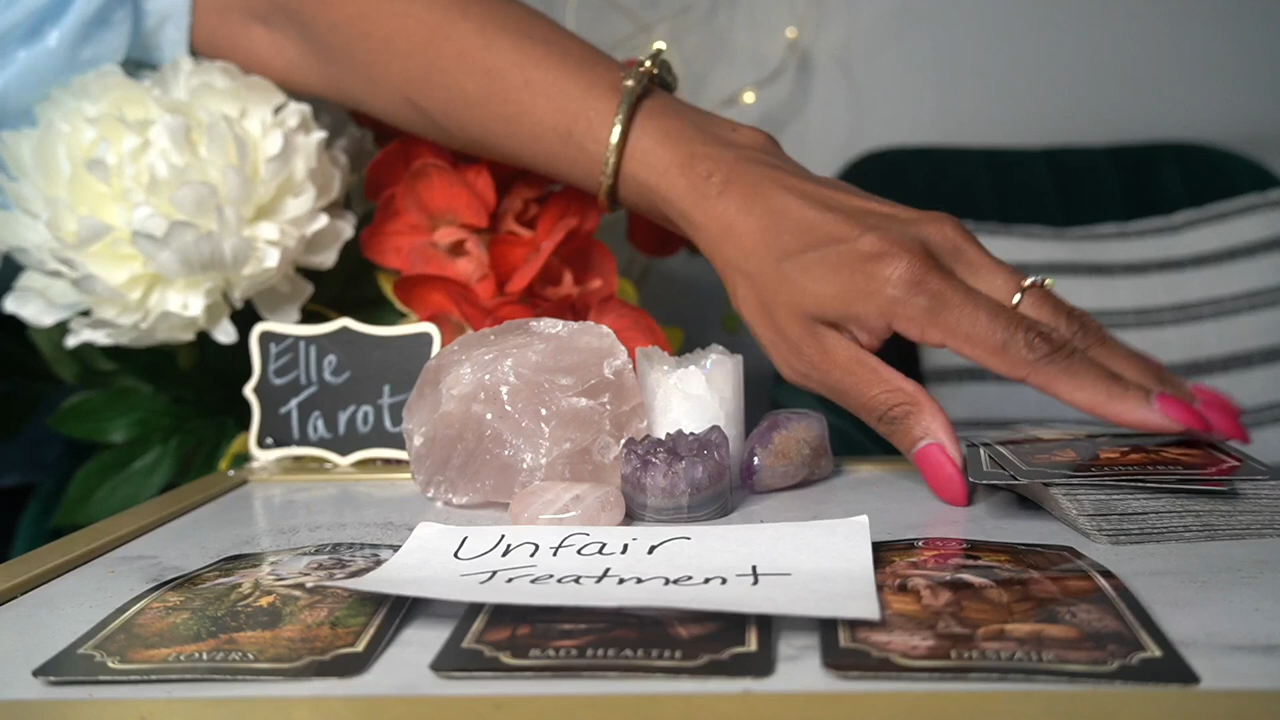 Elle
Tarot
CONCERN
Unfair
Treatment
LOVERS
BAD HEALTH
DESPAIR